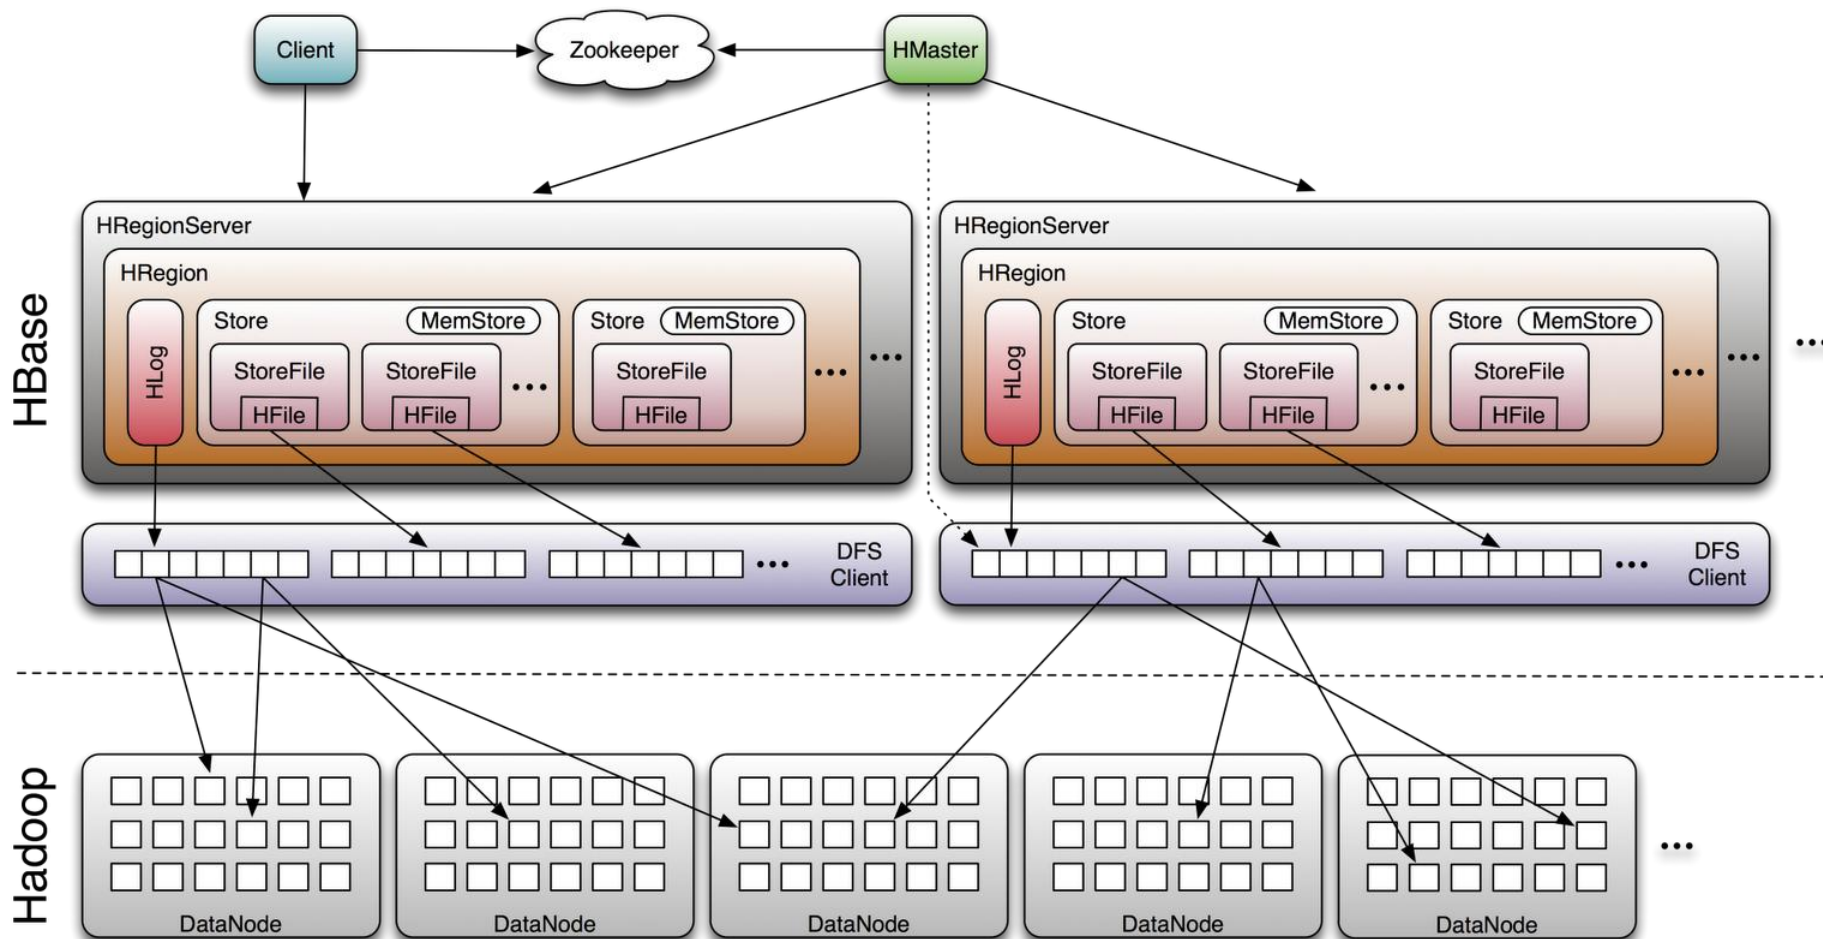 Client
Zookeeper
HMaster
HBase
HRegionServer
HRegion
HLog
Store
MemStore
StoreFile
HFile
StoreFile
HFile
...
Store
MemStore
StoreFile
HFile
...
...
HRegionServer
HRegion
HLog
Store
MemStore
StoreFile
HFile
StoreFile
HFile
...
Store
MemStore
StoreFile
HFile
...
...
...
...
DFS
Client
...
DFS
Client
Hadoop
DataNode
DataNode
DataNode
DataNode
DataNode
...